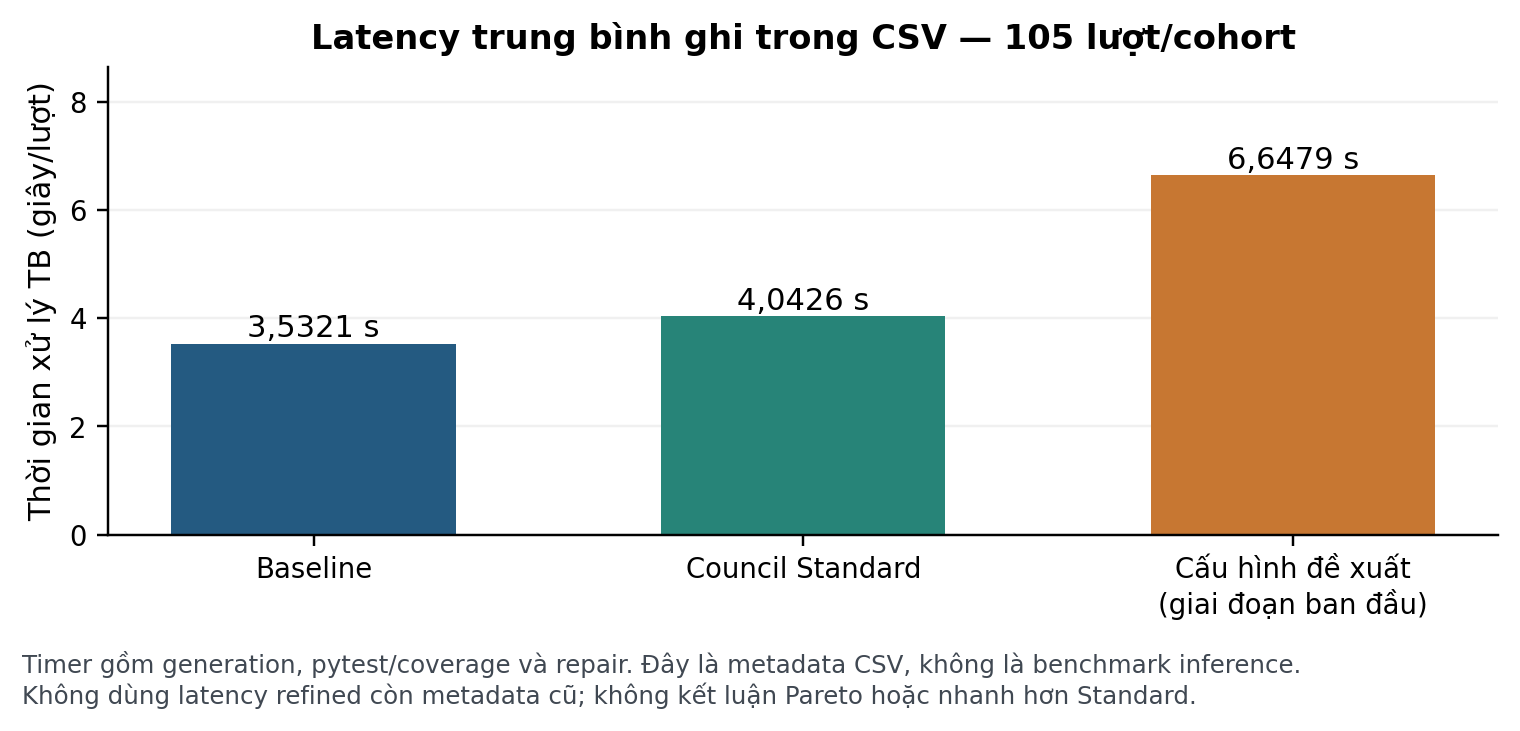 Latency trung bình ghi trong CSV — 105 lượt/cohort
Thời gian xử lý TB (giây/lượt)
8
6
4
2
0
3,5321 s
4,0426 s
6,6479 s
Baseline
Council Standard
Cấu hình đề xuất
(giai đoạn ban đầu)
Timer gồm generation, pytest/coverage và repair. Đây là metadata CSV, không là benchmark inference.
Không dùng latency refined còn metadata cũ; không kết luận Pareto hoặc nhanh hơn Standard.